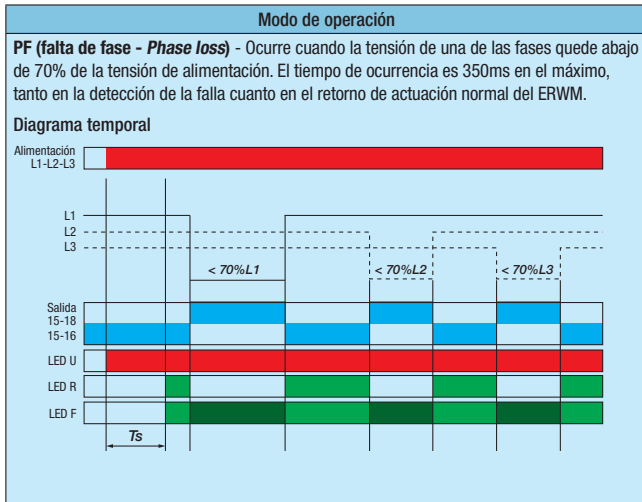 Modo de operación
PF (falta de fase - Phase loss) - Ocurre cuando la tensión de una de las fases quede abajo
de 70% de la tensión de alimentación. El tiempo de ocurrencia es 350ms en el máximo,
tanto en la detección de la falla cuanto en el retorno de actuación normal del ERWM.
Diagrama temporal
Alimentación
L1-L2-L3
L1
L2
L3
< 70%L1
< 70%L2
< 70%L3
Salida
15-18
15-16
LED U
LED R
LED F
Ts